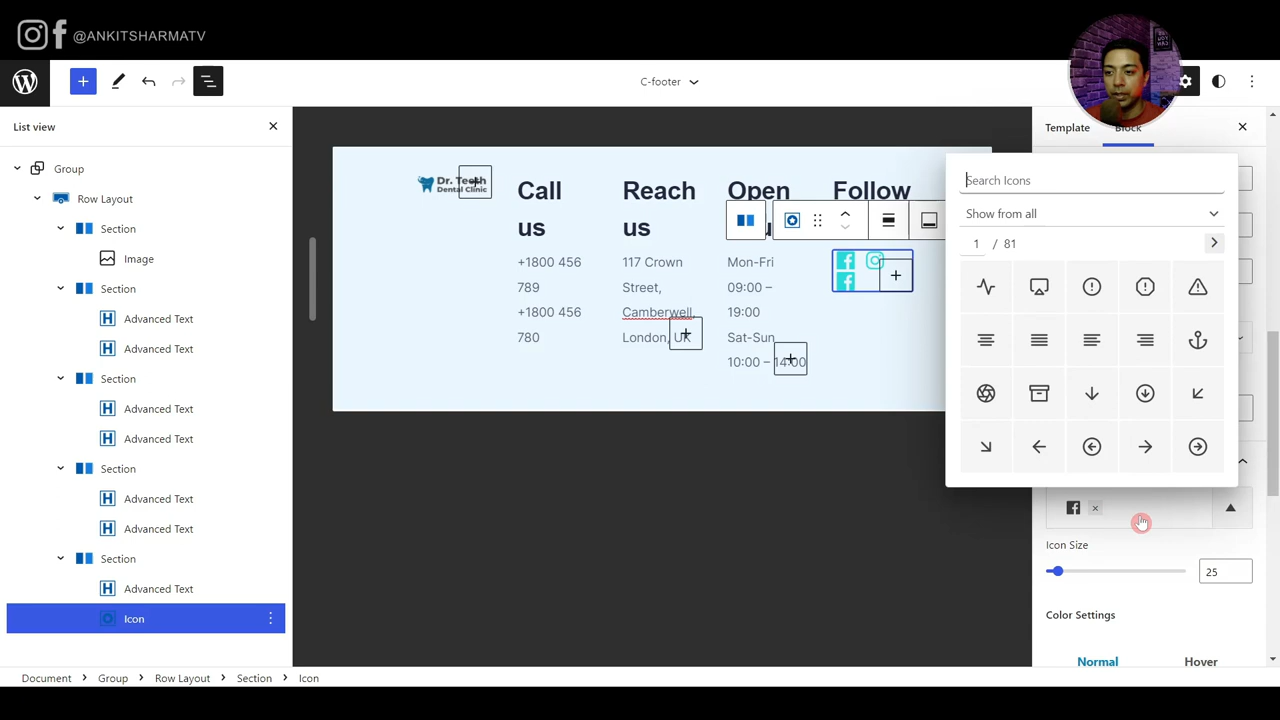 @ANKITSHARMATV
C-footer
List view
Template
Block
Group
Row Layout
Section
Image
Section
Advanced Text
Advanced Text
Section
Advanced Text
Advanced Text
Section
Advanced Text
Advanced Text
Section
Advanced Text
Icon
Dr. Teeth
Dental Clinic
Call
us
+1800 456
789
+1800 456
780
Reach
us
117 Crown
Street,
Camberwell,
London, UK
Open
Mon-Fri
09:00 –
19:00
Sat-Sun
10:00 – 14:00
Follow
Search Icons
Show from all
1 / 81
Icon Size
25
Color Settings
Normal
Hover
Document
Group
Row Layout
Section
Icon